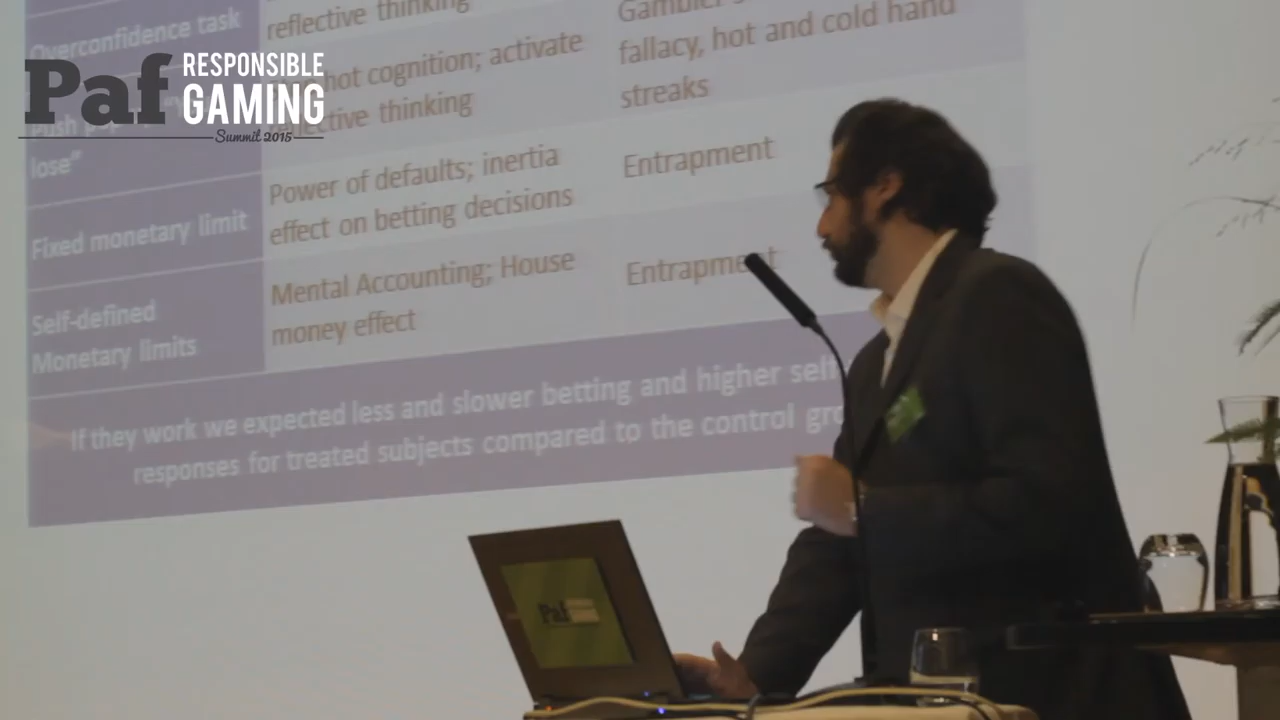 Paf
RESPONSIBLE
GAMING
Summit 2015
Overconfidence task
reflective thinking
hot cognition; activate
reflective thinking
fallacy, hot and cold hand
streaks
lose"
Fixed monetary limit
Power of defaults; inertia
effect on betting decisions
Entrapment
Self-defined
Monetary limits
Mental Accounting; House
money effect
Entrapment
If they work we expected less and slower betting and higher self
responses for treated subjects compared to the control
Paf